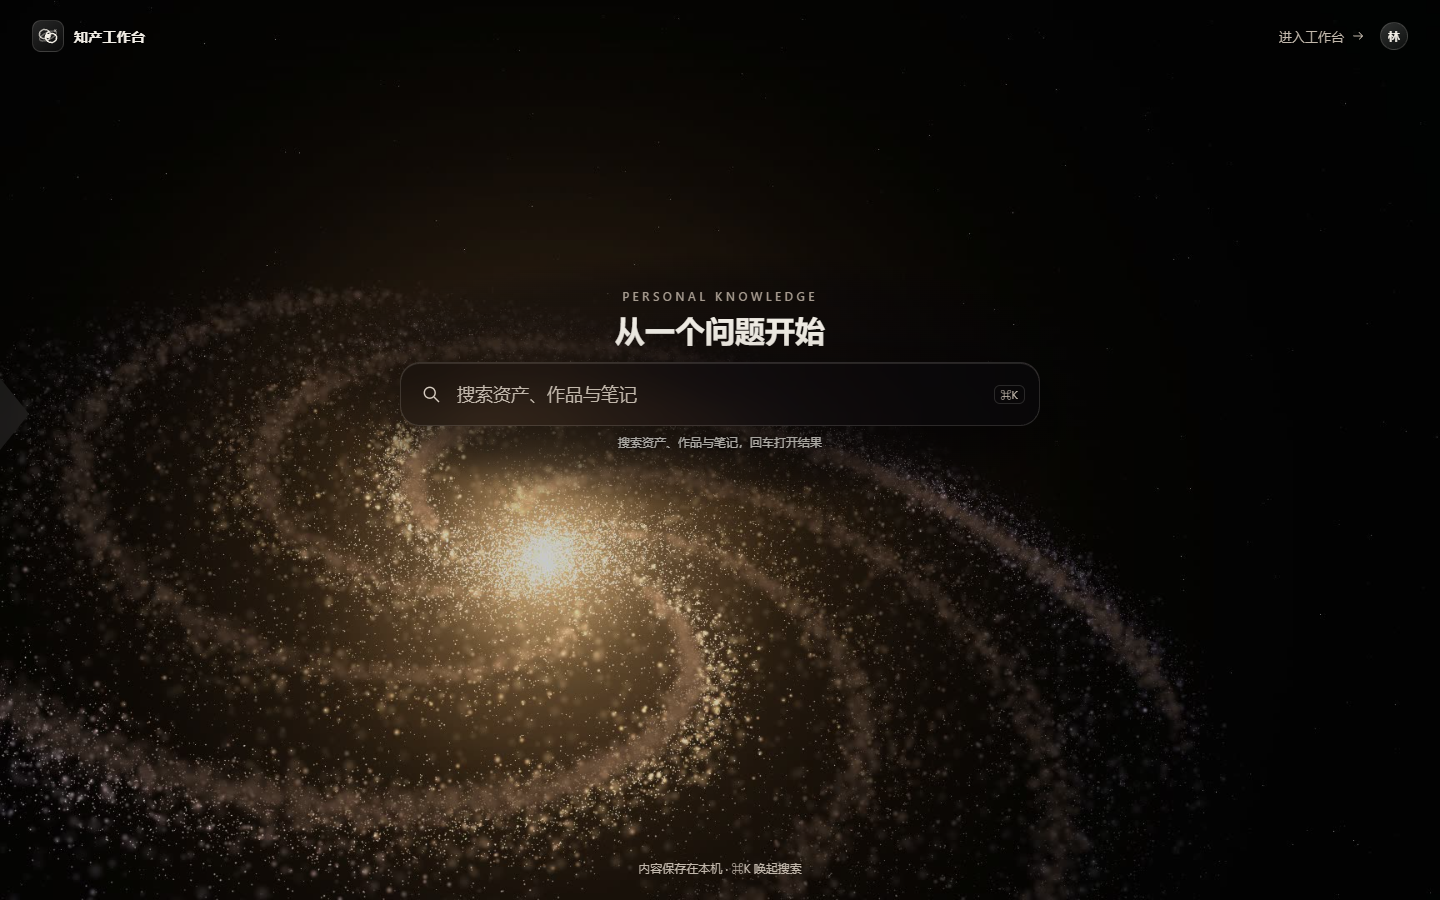 知产工作台
进入工作台 →
林
PERSONAL KNOWLEDGE
从一个问题开始
搜索资产、作品与笔记
⌘K
搜索资产、作品与笔记，回车打开结果
内容保存在本机 · ⌘K 唤起搜索